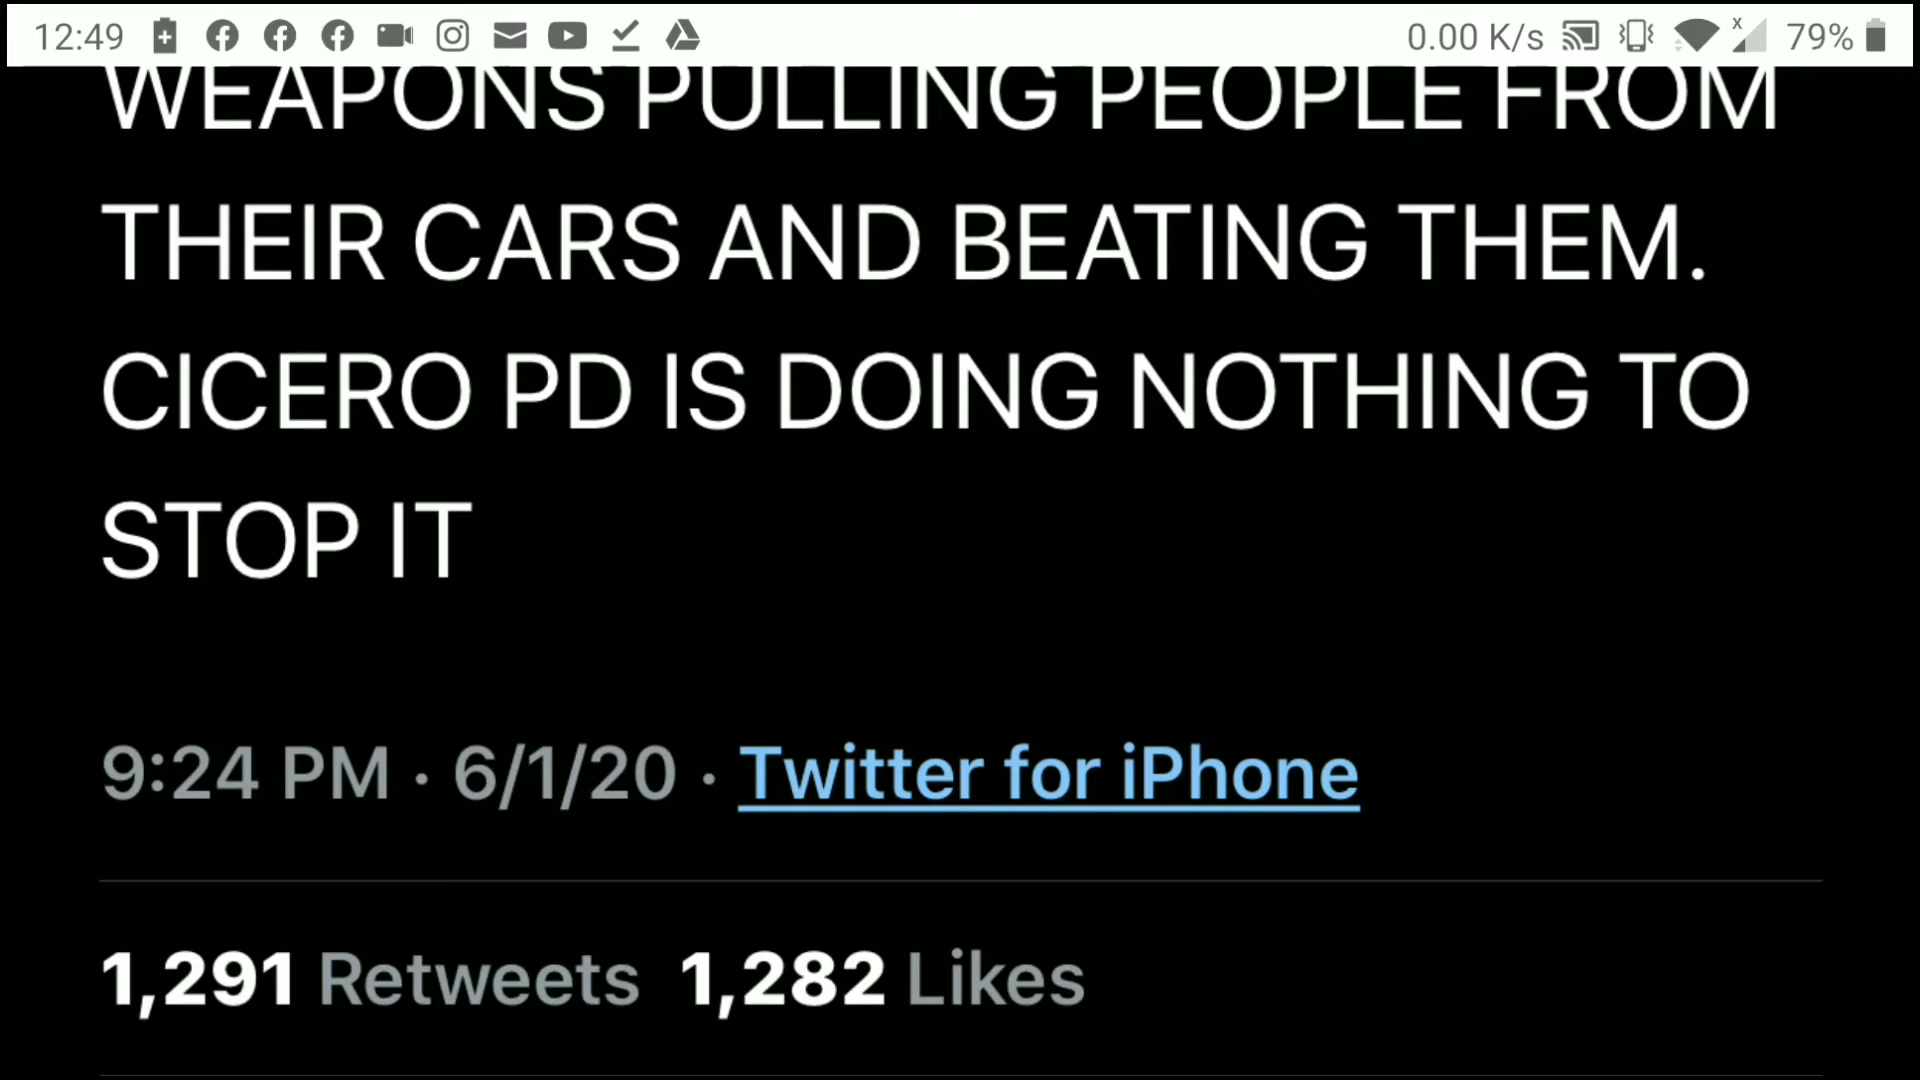 12:49 0.00 K/s x 79%
WEAPONS PULLING PEOPLE FROM
THEIR CARS AND BEATING THEM.
CICERO PD IS DOING NOTHING TO
STOP IT
9:24 PM · 6/1/20 · Twitter for iPhone
1,291 Retweets 1,282 Likes